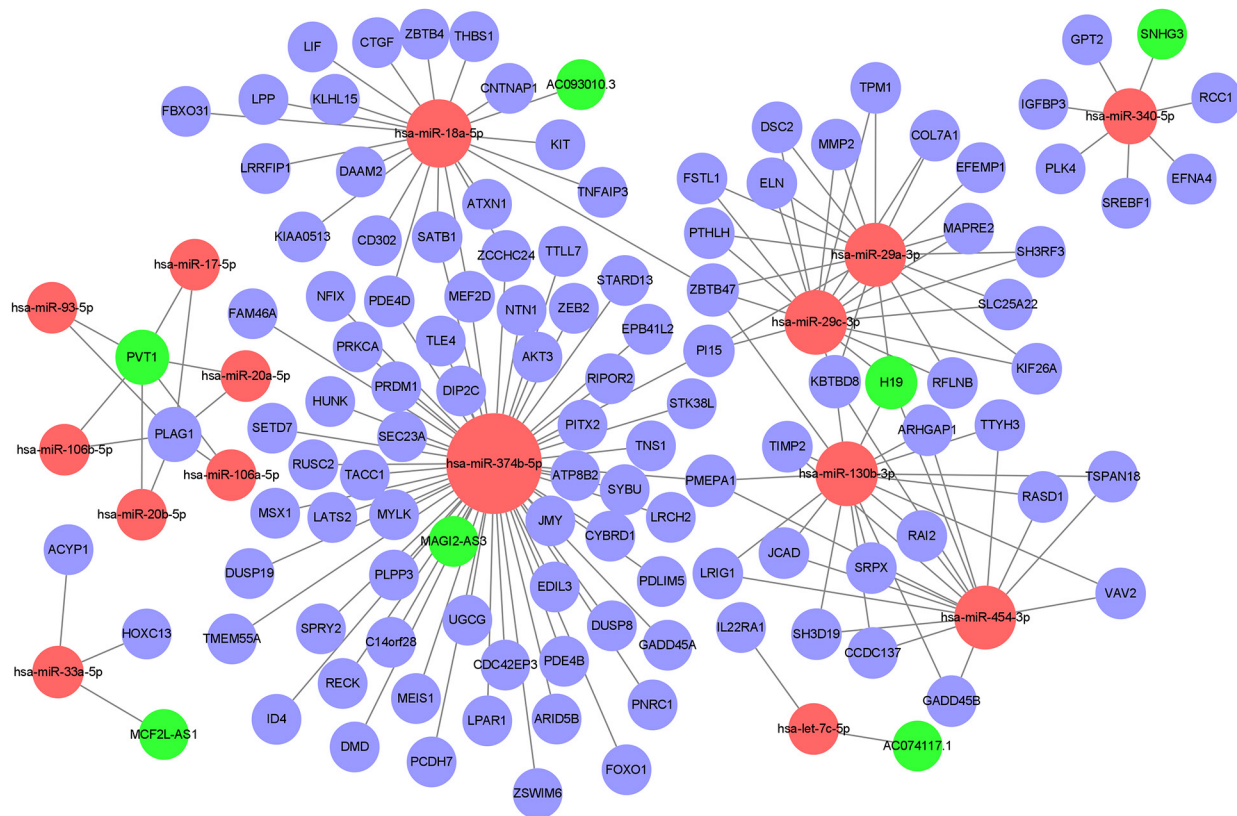 ZBTB4
THBS1
CTGF
LIF
GPT2
SNHG3
CNTNAP1
AC093010.3
TPM1
LPP
KLHL15
FBXO31
IGFBP3
RCC1
hsa-miR-340-5p
hsa-miR-18a-5p
DSC2
MMP2
COL7A1
KIT
LRRFIP1
DAAM2
PLK4
EFNA4
TNFAIP3
FSTL1
ELN
EFEMP1
ATXN1
SREBF1
KIAA0513
CD302
SATB1
PTHLH
MAPRE2
ZCCHC24
TTLL7
hsa-miR-29a-3p
SH3RF3
hsa-miR-17-5p
STARD13
ZBTB47
NFIX
PDE4D
MEF2D
SLC25A22
hsa-miR-93-5p
FAM46A
NTN1
ZEB2
hsa-miR-29c-3p
EPB41L2
PRKCA
TLE4
AKT3
PI15
PVT1
KIF26A
hsa-miR-20a-5p
PRDM1
DIP2C
RIPOR2
KBTBD8
H19
RFLNB
HUNK
STK38L
SETD7
PITX2
TTYH3
PLAG1
SEC23A
ARHGAP1
hsa-miR-106b-5p
TNS1
TIMP2
RUSC2
hsa-miR-374b-5p
hsa-miR-106a-5p
TACC1
ATP8B2
hsa-miR-130b-3p
TSPAN18
SYBU
PMEPA1
RASD1
MSX1
LATS2
MYLK
LRCH2
hsa-miR-20b-5p
JMY
CYBRD1
RAI2
MAGI2-AS3
ACYP1
JCAD
DUSP19
PLPP3
PDLIM5
SRPX
LRIG1
EDIL3
VAV2
hsa-miR-454-3p
UGCG
DUSP8
SPRY2
IL22RA1
HOXC13
TMEM55A
C14orf28
GADD45A
SH3D19
PDE4B
CCDC137
hsa-miR-33a-5p
CDC42EP3
RECK
MEIS1
PNRC1
GADD45B
ID4
LPAR1
ARID5B
hsa-let-7c-5p
MCF2L-AS1
DMD
AC074117.1
PCDH7
FOXO1
ZSWIM6